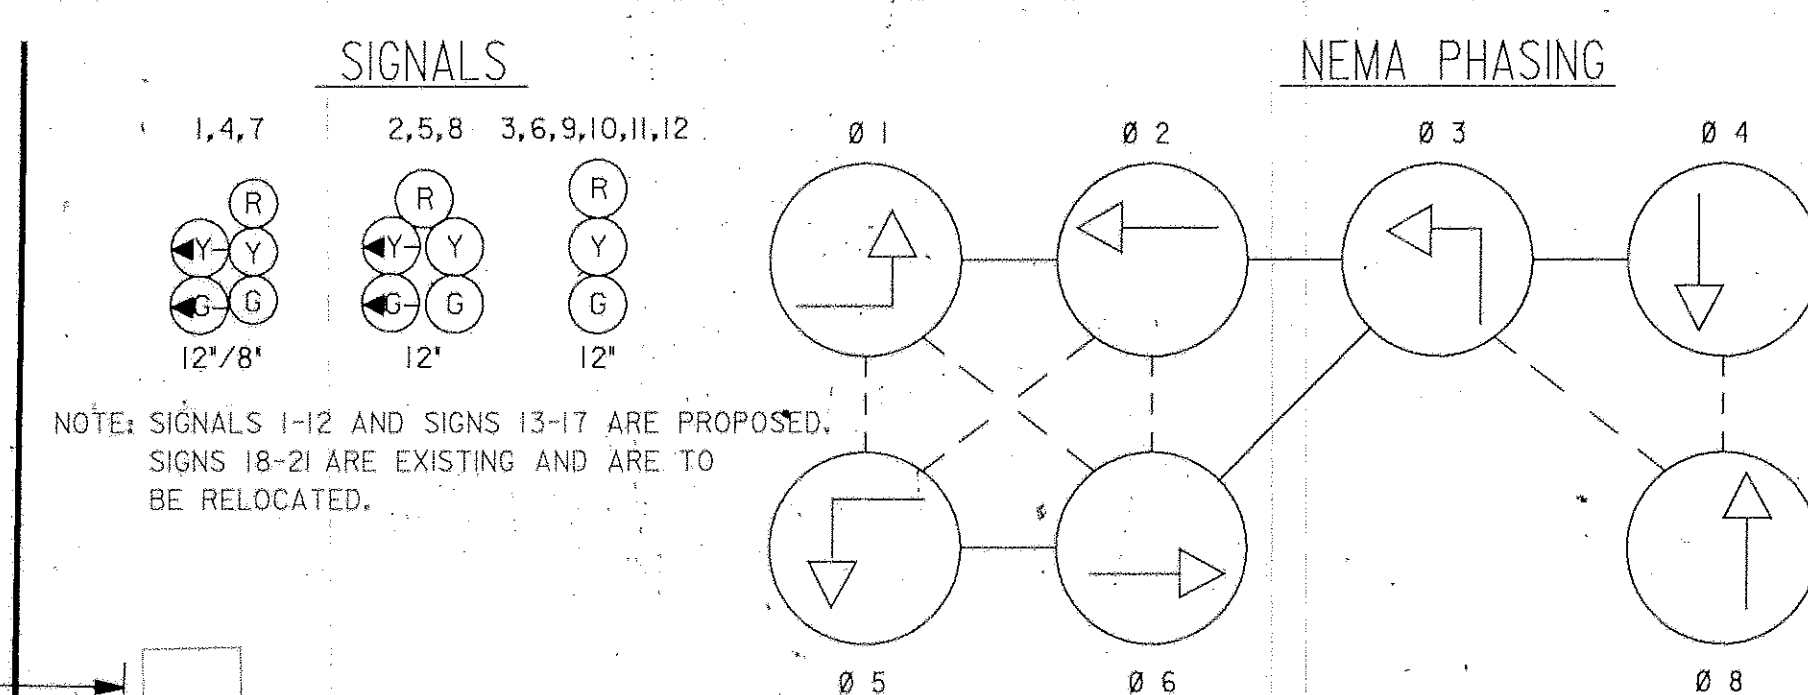 SIGNALS
1,4,7
2,5,8
3,6,9,10,11,12
R
Y
Y
G
G
12"/8"
R
Y
Y
G
G
12"
R
Y
G
12"
NOTE: SIGNALS 1-12 AND SIGNS 13-17 ARE PROPOSED.
SIGNS 18-21 ARE EXISTING AND ARE TO
BE RELOCATED.
NEMA PHASING
Ø 1
Ø 2
Ø 3
Ø 4
Ø 5
Ø 6
Ø 8